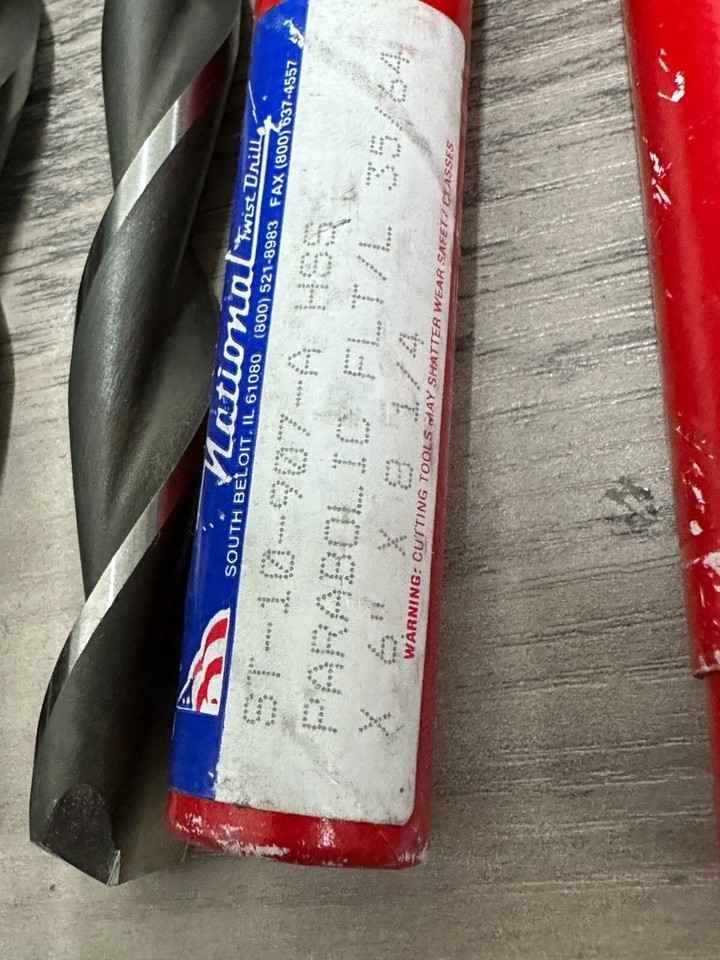 National Twist Drill
SOUTH BELOIT, IL 61080 (800) 521-8983 FAX (800) 637-4557
ST-10-907-A HSS
PARABOLIC FLT/L 35/64
X 6" X 8 1/4
WARNING: CUTTING TOOLS MAY SHATTER WEAR SAFETY GLASSES